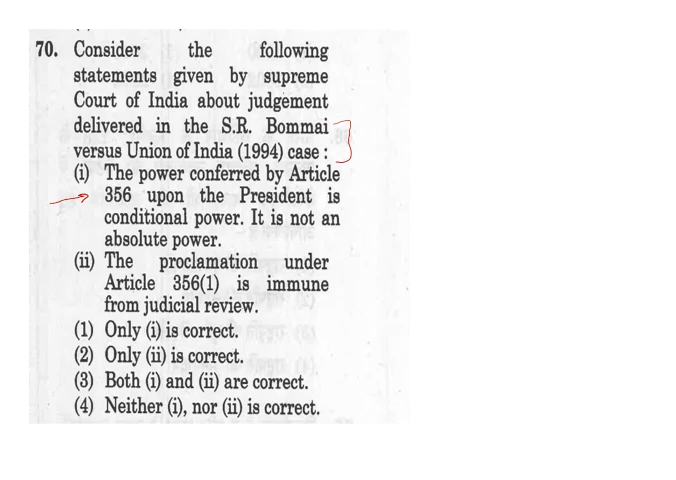 70. Consider the following
statements given by supreme
Court of India about judgement
delivered in the S.R. Bommai
versus Union of India (1994) case :
(i) The power conferred by Article
356 upon the President is
conditional power. It is not an
absolute power.
(ii) The proclamation under
Article 356(1) is immune
from judicial review.
(1) Only (i) is correct.
(2) Only (ii) is correct.
(3) Both (i) and (ii) are correct.
(4) Neither (i), nor (ii) is correct.